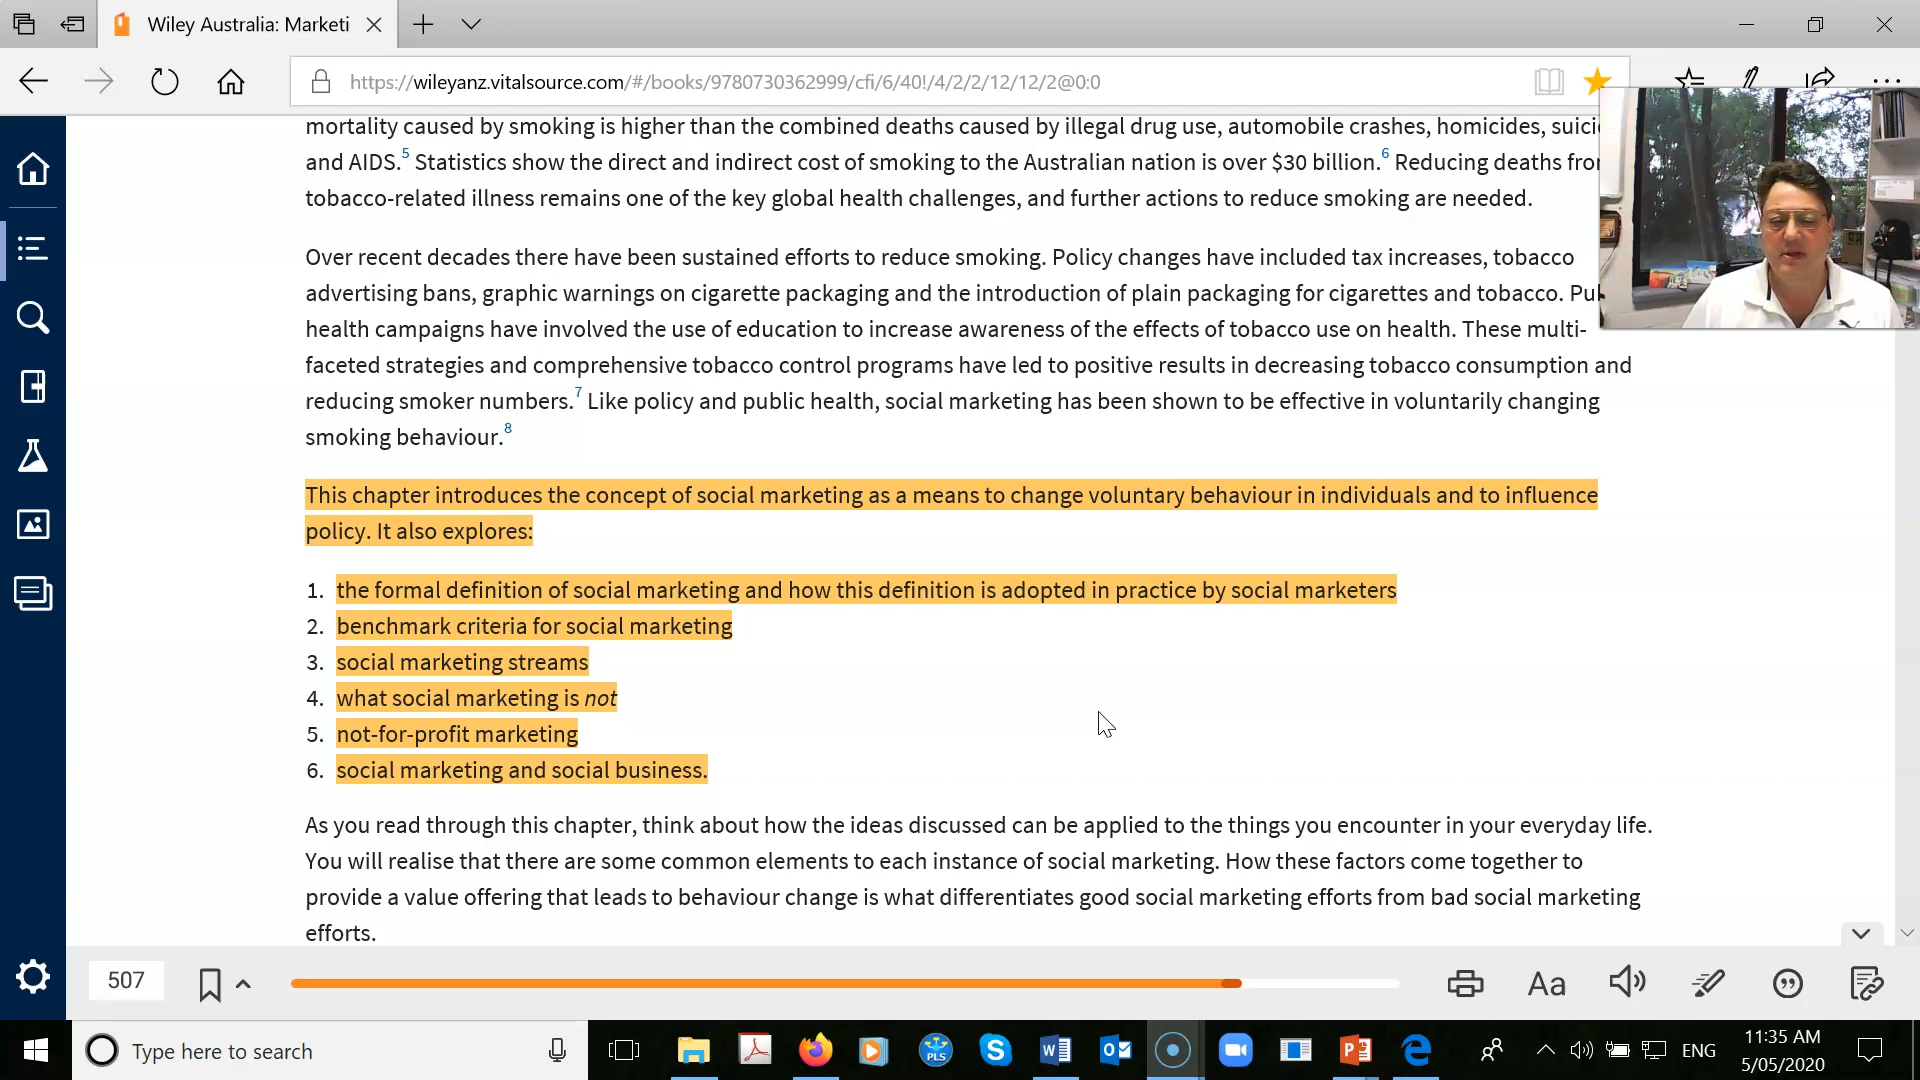 Wiley Australia: Marketi
https://wileyanz.vitalsource.com/#/books/9780730362999/cfi/6/40!/4/2/2/12/12/2@0:0
mortality caused by smoking is higher than the combined deaths caused by illegal drug use, automobile crashes, homicides,
and AIDS.5 Statistics show the direct and indirect cost of smoking to the Australian nation is over $30 billion.6 Reducing deaths
tobacco-related illness remains one of the key global health challenges, and further actions to reduce smoking are needed.
Over recent decades there have been sustained efforts to reduce smoking. Policy changes have included tax increases, tobacco
advertising bans, graphic warnings on cigarette packaging and the introduction of plain packaging for cigarettes and tobacco.
health campaigns have involved the use of education to increase awareness of the effects of tobacco use on health. These multi-
faceted strategies and comprehensive tobacco control programs have led to positive results in decreasing tobacco consumption and
reducing smoker numbers.7 Like policy and public health, social marketing has been shown to be effective in voluntarily changing
smoking behaviour.8
This chapter introduces the concept of social marketing as a means to change voluntary behaviour in individuals and to influence
policy. It also explores:
1. the formal definition of social marketing and how this definition is adopted in practice by social marketers
2. benchmark criteria for social marketing
3. social marketing streams
4. what social marketing is not
5. not-for-profit marketing
6. social marketing and social business.
As you read through this chapter, think about how the ideas discussed can be applied to the things you encounter in your everyday life.
You will realise that there are some common elements to each instance of social marketing. How these factors come together to
provide a value offering that leads to behaviour change is what differentiates good social marketing efforts from bad social marketing
efforts.
507
Aa
Type here to search
PLS
ENG
11:35 AM
5/05/2020